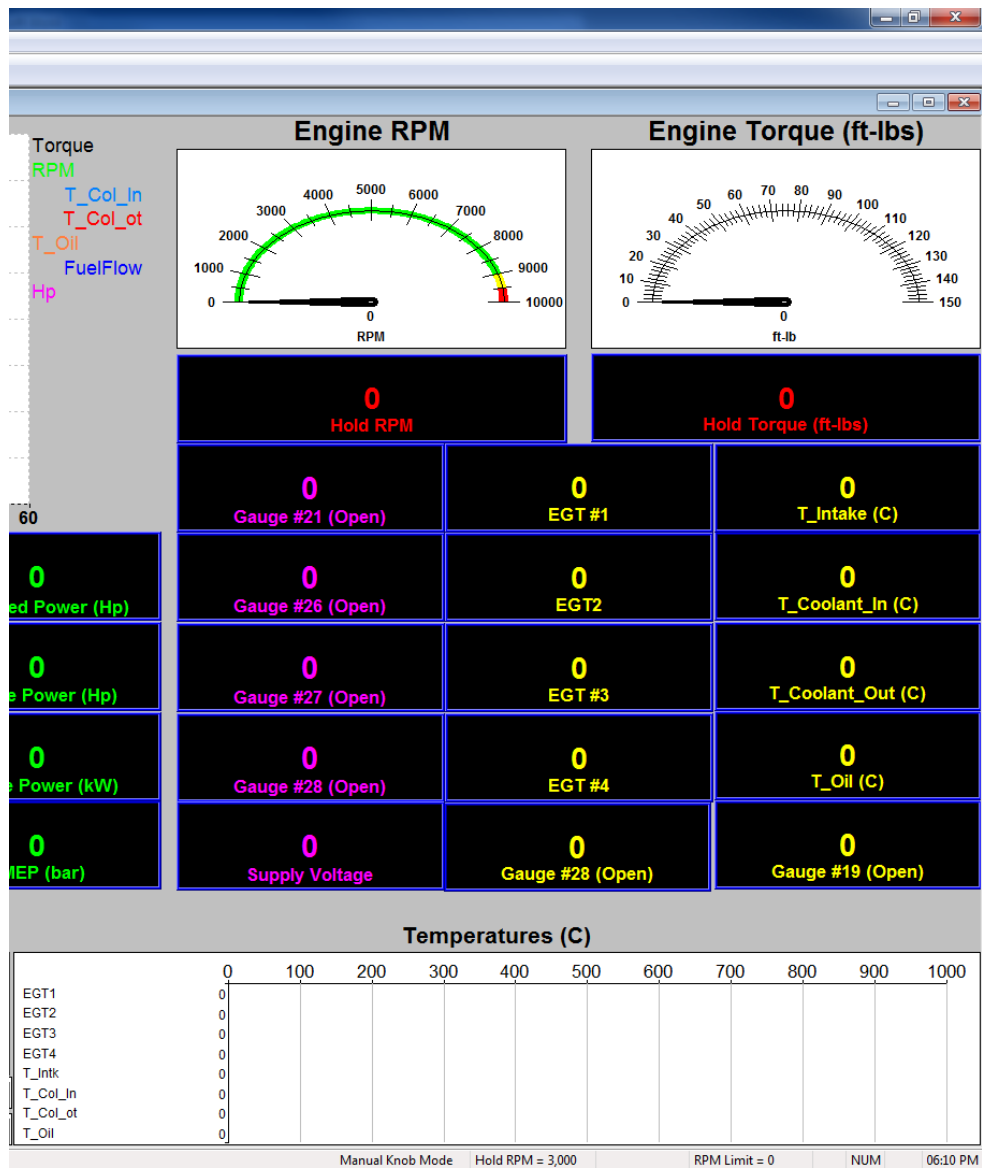 Engine RPM
Engine Torque (ft-lbs)
Torque
RPM
T_Col_In
T_Col_ot
T_Oil
FuelFlow
Hp
60
0
1000
2000
3000
4000
5000
6000
7000
8000
9000
10000
0
RPM
0
10
20
30
40
50
60
70
80
90
100
110
120
130
140
150
0
ft-lb
0
Hold RPM
0
Hold Torque (ft-lbs)
0
Gauge #21 (Open)
0
EGT #1
0
T_Intake (C)
0
ed Power (Hp)
0
Gauge #26 (Open)
0
EGT2
0
T_Coolant_In (C)
0
e Power (Hp)
0
Gauge #27 (Open)
0
EGT #3
0
T_Coolant_Out (C)
0
e Power (kW)
0
Gauge #28 (Open)
0
EGT #4
0
T_Oil (C)
0
MEP (bar)
0
Supply Voltage
0
Gauge #28 (Open)
0
Gauge #19 (Open)
Temperatures (C)
0 100 200 300 400 500 600 700 800 900 1000
EGT1 0
EGT2 0
EGT3 0
EGT4 0
T_Intk 0
T_Col_In 0
T_Col_ot 0
T_Oil 0
Manual Knob Mode Hold RPM = 3,000 RPM Limit = 0 NUM 06:10 PM